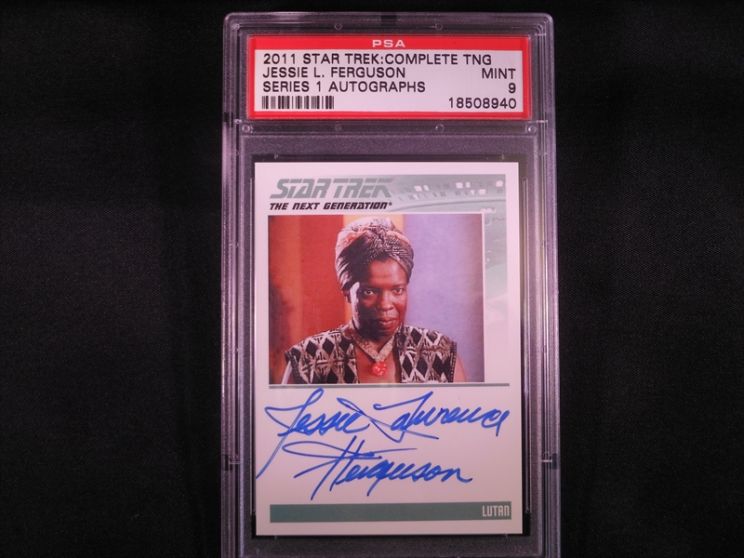 PSA
2011 STAR TREK:COMPLETE TNG
JESSIE L. FERGUSON MINT
SERIES 1 AUTOGRAPHS 9
18508940
STAR TREK
THE NEXT GENERATION®
Jessie Lawrence
Ferguson
LUTAN